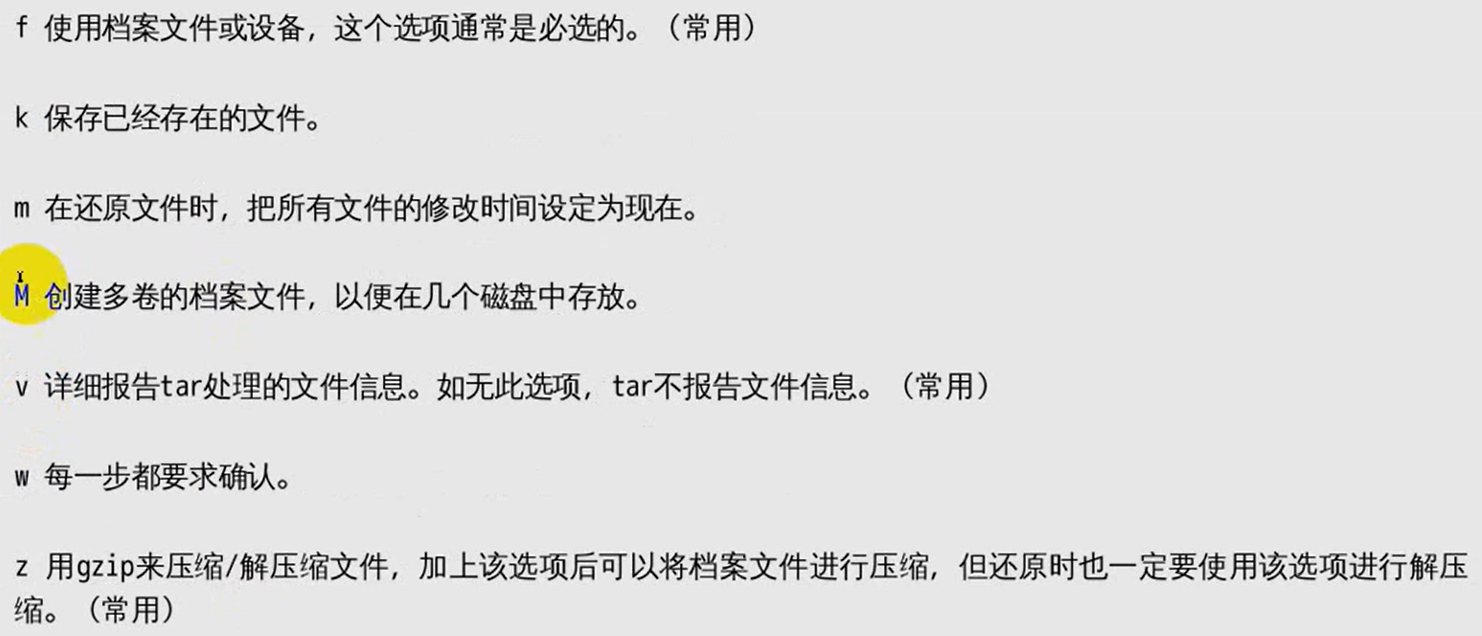 f 使用档案文件或设备，这个选项通常是必选的。（常用）
k 保存已经存在的文件。
m 在还原文件时，把所有文件的修改时间设定为现在。
M 创建多卷的档案文件，以便在几个磁盘中存放。
v 详细报告tar处理的文件信息。如无此选项，tar不报告文件信息。（常用）
w 每一步都要求确认。
z 用gzip来压缩/解压缩文件，加上该选项后可以将档案文件进行压缩，但还原时也一定要使用该选项进行解压
缩。（常用）